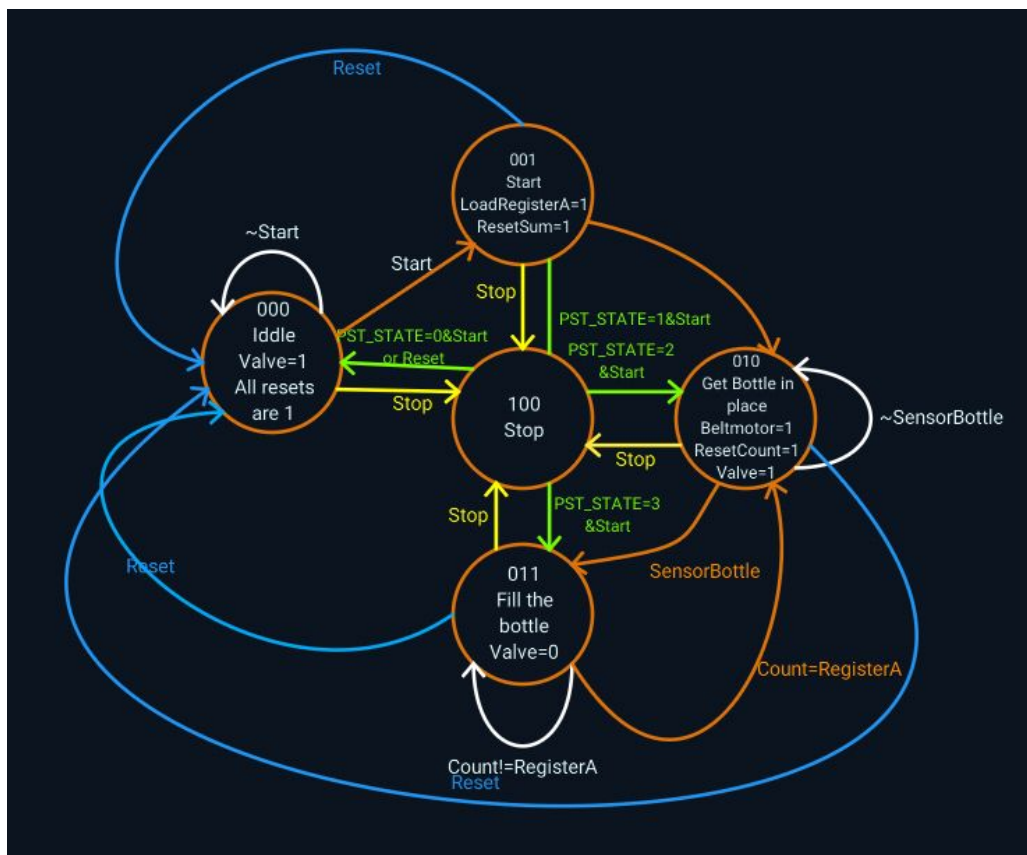 Reset
001
Start
LoadRegisterA=1
ResetSum=1
~Start
Start
Stop
000
Iddle
Valve=1
All resets
are 1
PST_STATE=0&Start
or Reset
PST_STATE=1&Start
PST_STATE=2
&Start
Stop
100
Stop
010
Get Bottle in
place
Beltmotor=1
ResetCount=1
Valve=1
~SensorBottle
Stop
Stop
PST_STATE=3
&Start
Reset
SensorBottle
011
Fill the
bottle
Valve=0
Count=RegisterA
Count!=RegisterA
Reset